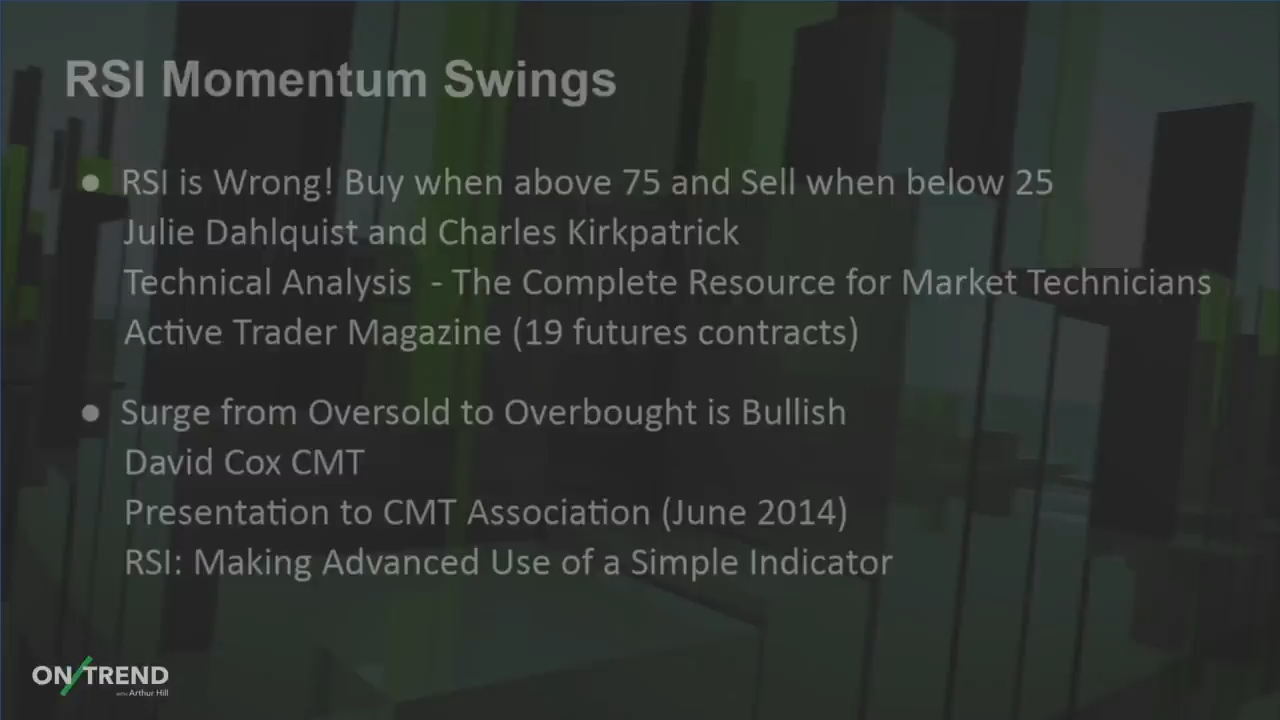 RSI Momentum Swings
● RSI is Wrong! Buy when above 75 and Sell when below 25
Julie Dahlquist and Charles Kirkpatrick
Technical Analysis - The Complete Resource for Market Technicians
Active Trader Magazine (19 futures contracts)
● Surge from Oversold to Overbought is Bullish
David Cox CMT
Presentation to CMT Association (June 2014)
RSI: Making Advanced Use of a Simple Indicator
ON/TREND
with Arthur Hill